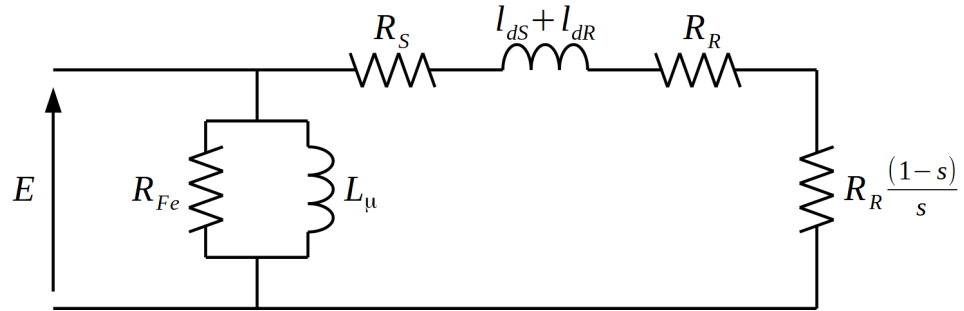 R_S
l_dS + l_dR
R_R
E
R_Fe
L_μ
R_R (1−s)/s